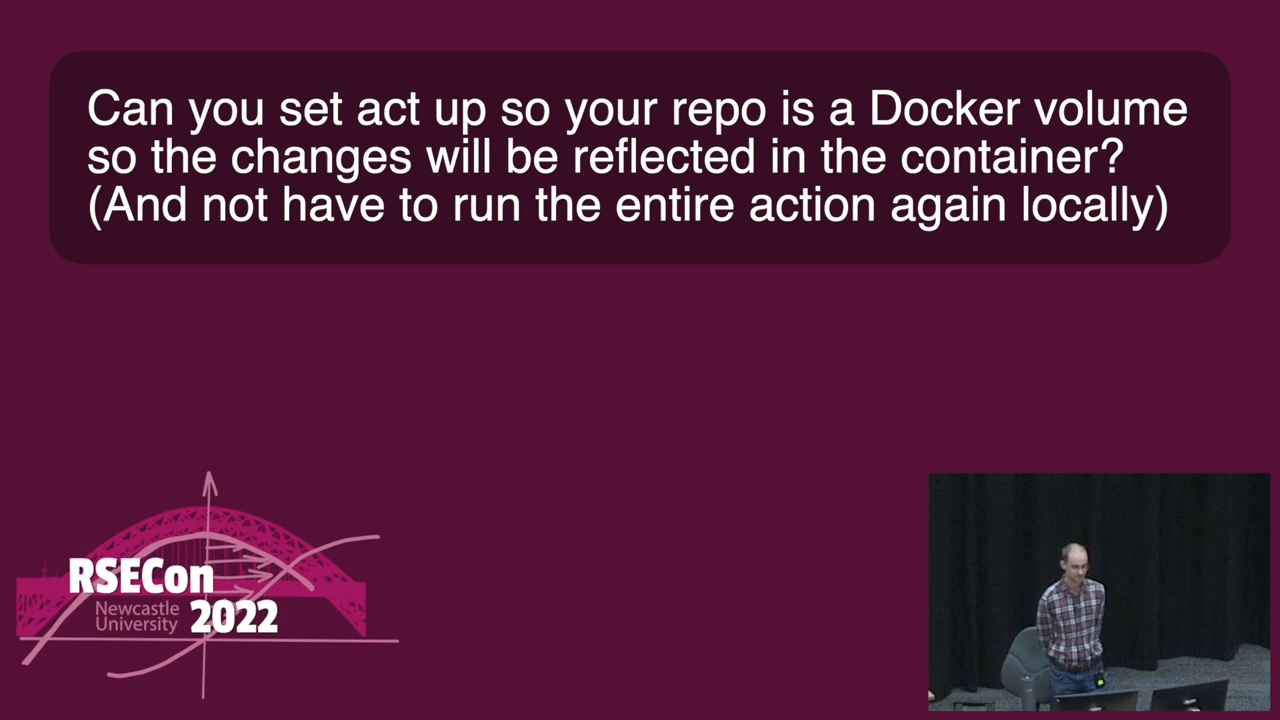 Can you set act up so your repo is a Docker volume
so the changes will be reflected in the container?
(And not have to run the entire action again locally)
RSECon
Newcastle
University
2022